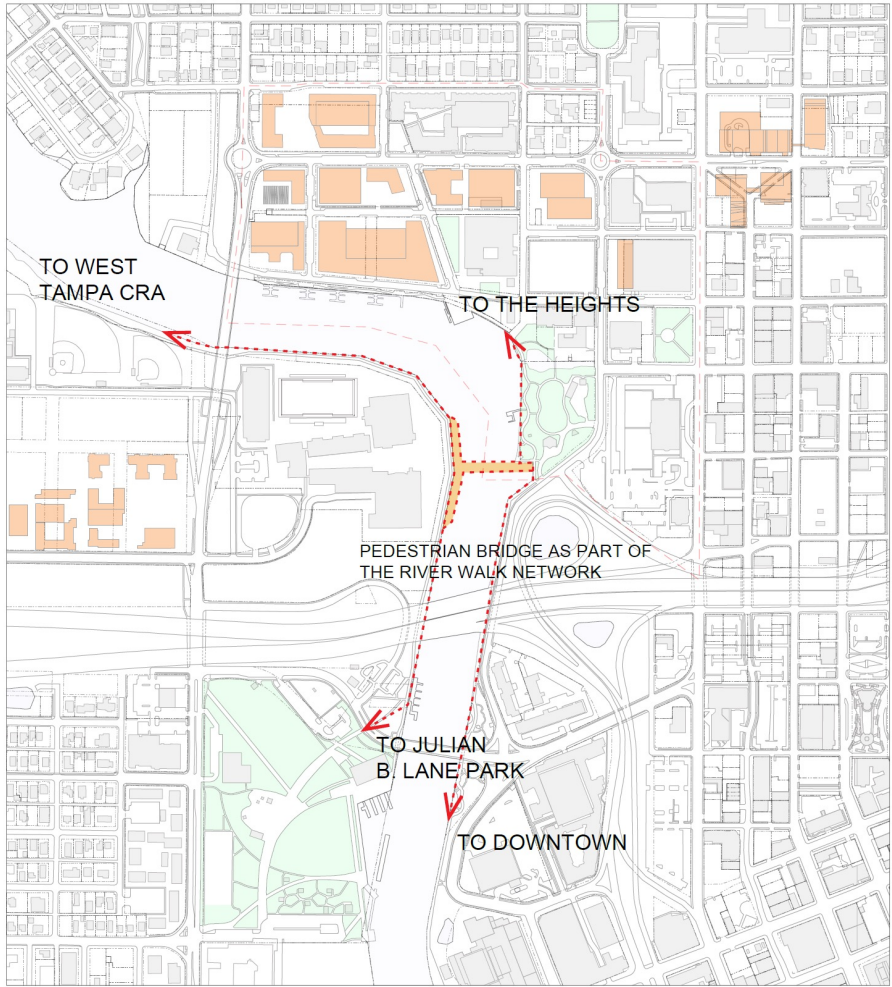 TO WEST
TAMPA CRA
TO THE HEIGHTS
PEDESTRIAN BRIDGE AS PART OF
THE RIVER WALK NETWORK
TO JULIAN
B. LANE PARK
TO DOWNTOWN